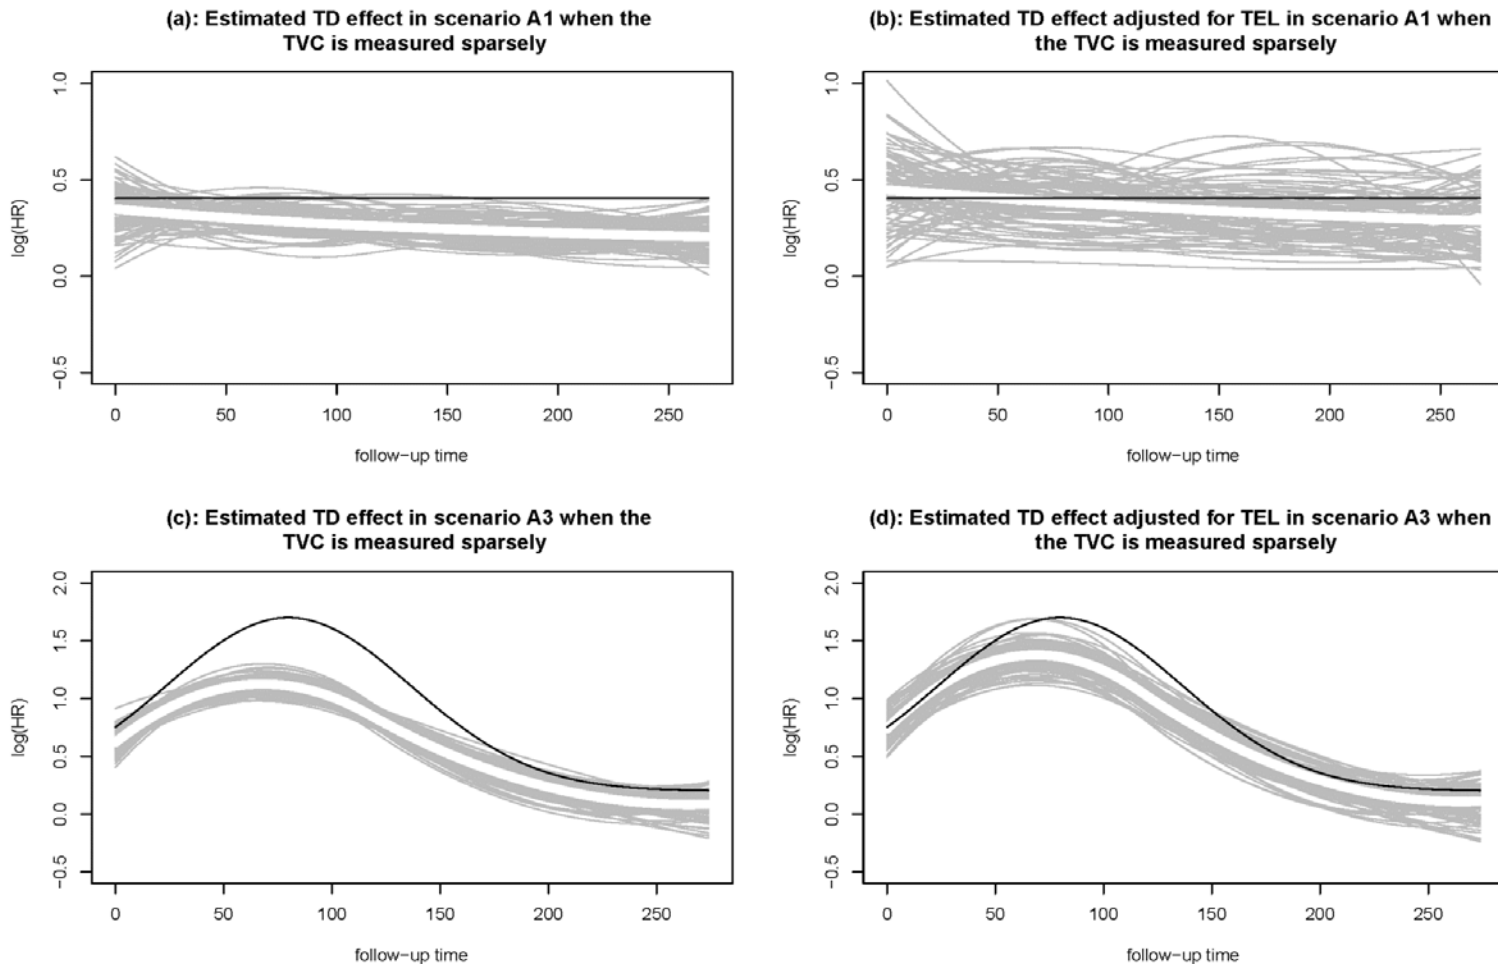 (a): Estimated TD effect in scenario A1 when the
TVC is measured sparsely
log(HR)
1.0
0.5
0.0
−0.5
0 50 100 150 200 250
follow−up time
(b): Estimated TD effect adjusted for TEL in scenario A1 when
the TVC is measured sparsely
log(HR)
1.0
0.5
0.0
−0.5
0 50 100 150 200 250
follow−up time
(c): Estimated TD effect in scenario A3 when the
TVC is measured sparsely
log(HR)
2.0
1.5
1.0
0.5
0.0
−0.5
0 50 100 150 200 250
follow−up time
(d): Estimated TD effect adjusted for TEL in scenario A3 when
the TVC is measured sparsely
log(HR)
2.0
1.5
1.0
0.5
0.0
−0.5
0 50 100 150 200 250
follow−up time